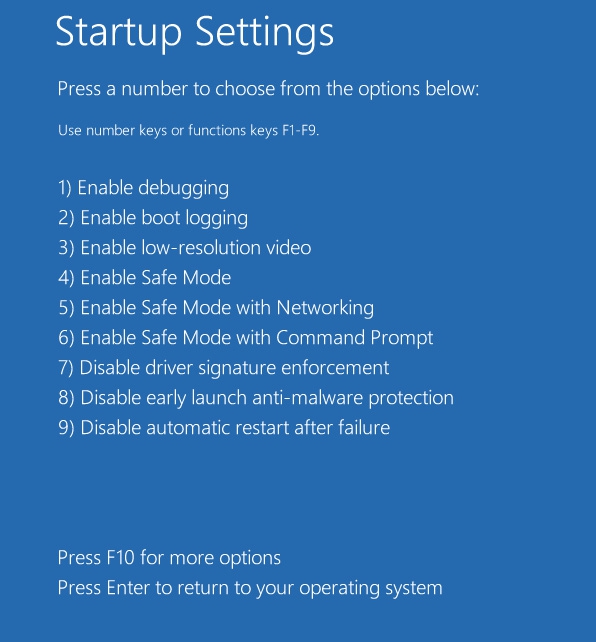 Startup Settings
Press a number to choose from the options below:
Use number keys or functions keys F1-F9.
1) Enable debugging
2) Enable boot logging
3) Enable low-resolution video
4) Enable Safe Mode
5) Enable Safe Mode with Networking
6) Enable Safe Mode with Command Prompt
7) Disable driver signature enforcement
8) Disable early launch anti-malware protection
9) Disable automatic restart after failure
Press F10 for more options
Press Enter to return to your operating system